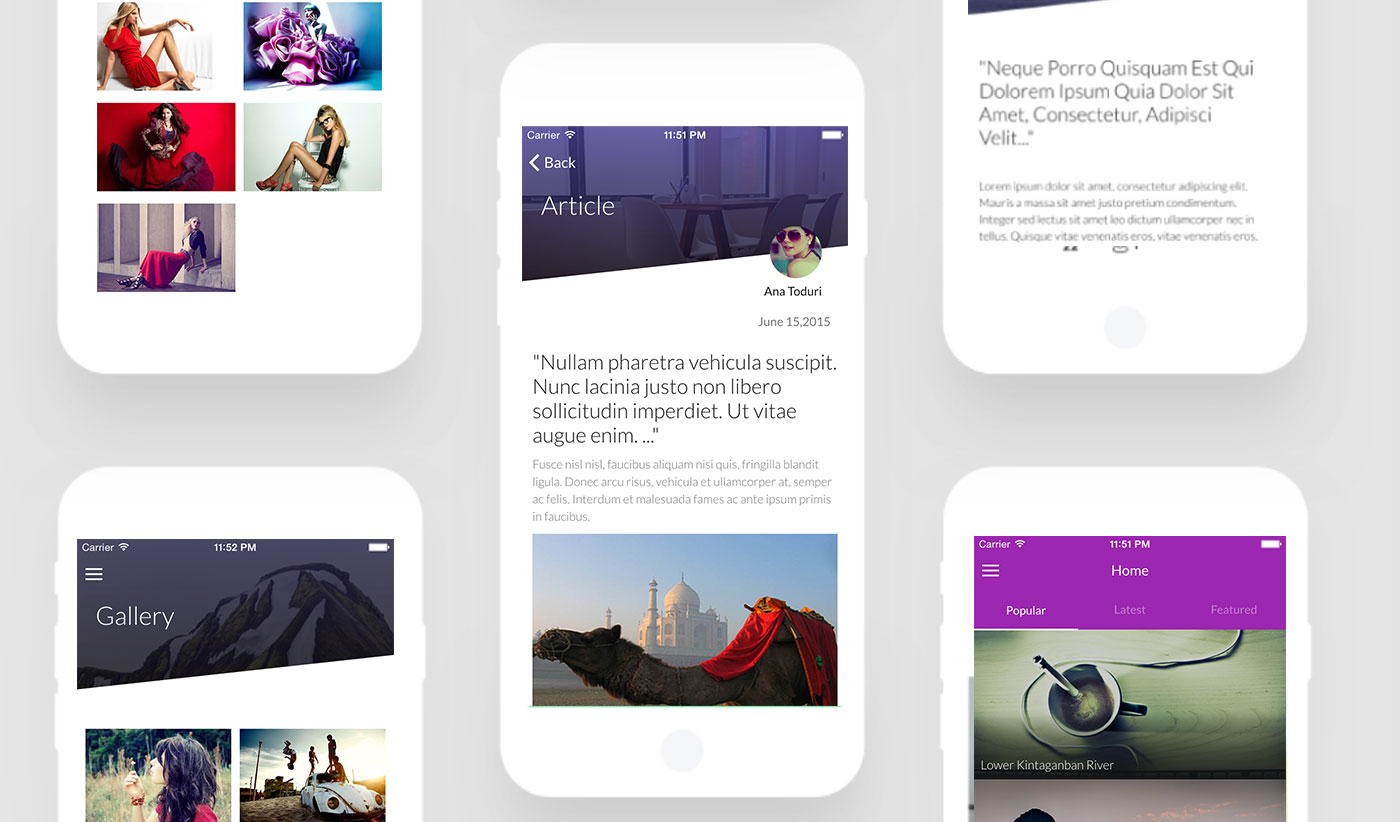 "Neque Porro Quisquam Est Qui
Dolorem Ipsum Quia Dolor Sit
Amet, Consectetur, Adipisci
Velit..."
Lorem ipsum dolor sit amet, consectetur adipiscing elit.
Mauris a massa sit amet justo pretium condimentum.
Integer sed lectus sit amet leo dictum ullamcorper nec in
tellus. Quisque vitae venenatis eros, vitae venenatis eros.
Carrier 11:51 PM
Back
Article
Ana Toduri
June 15,2015
"Nullam pharetra vehicula suscipit.
Nunc lacinia justo non libero
sollicitudin imperdiet. Ut vitae
augue enim. ..."
Fusce nisl nisl, faucibus aliquam nisi quis, fringilla blandit
ligula. Donec arcu risus, vehicula et ullamcorper at, semper
ac felis. Interdum et malesuada fames ac ante ipsum primis
in faucibus.
Carrier 11:52 PM
Gallery
Carrier 11:51 PM
Home
Popular Latest Featured
Lower Kintaganban River